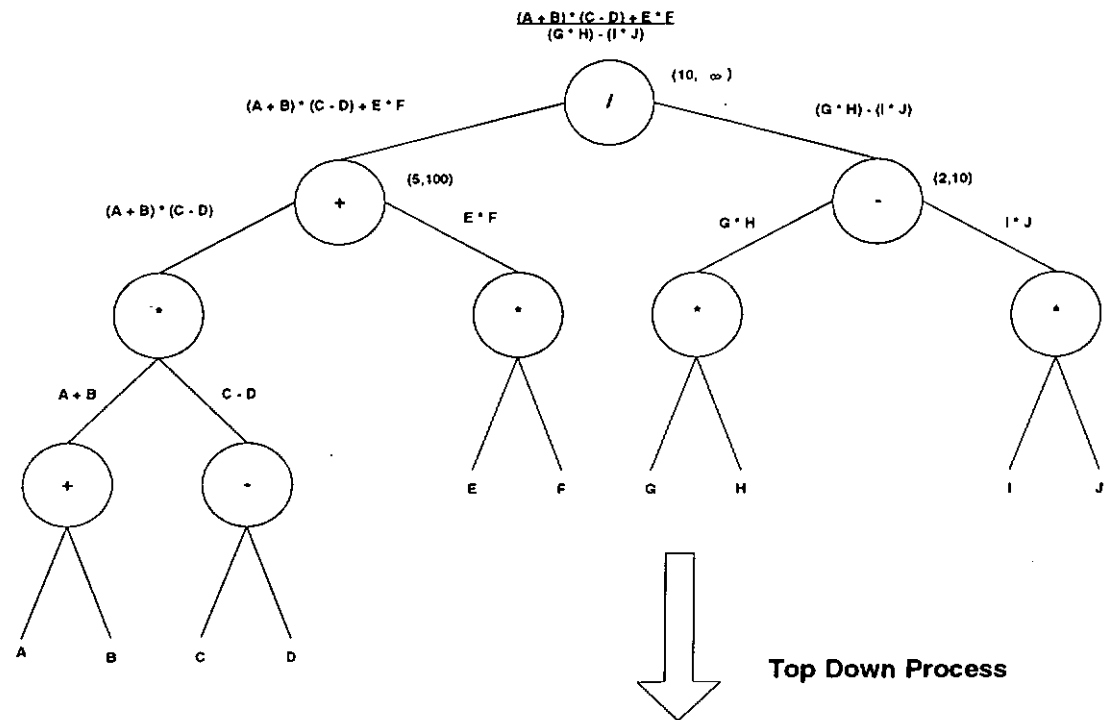 (A + B) * (C - D) + E * F
(G * H) - (I * J)
/
(10, ∞)
(A + B) * (C - D) + E * F
(G * H) - (I * J)
+
(5,100)
-
(2,10)
(A + B) * (C - D)
E * F
G * H
I * J
*
*
*
*
A + B
C - D
+
-
E
F
G
H
I
J
A
B
C
D
Top Down Process